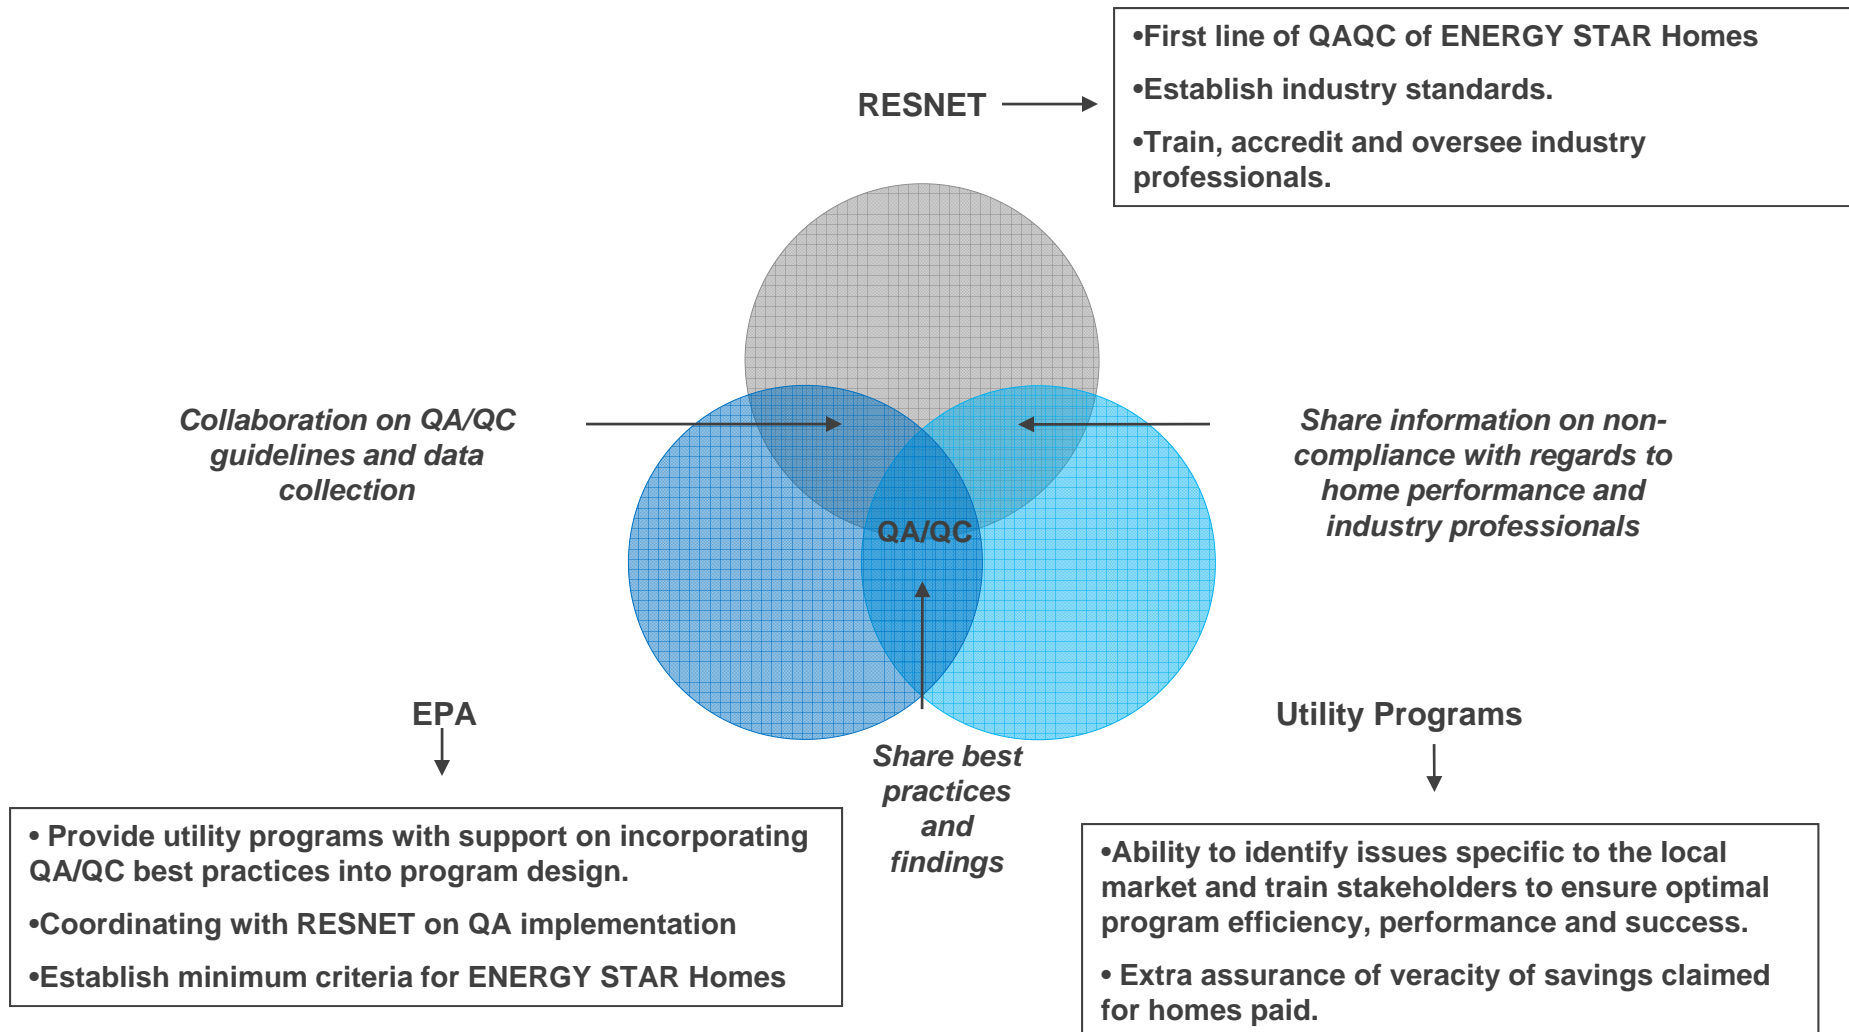 •First line of QAQC of ENERGY STAR Homes
•Establish industry standards.
•Train, accredit and oversee industry
professionals.
RESNET
Collaboration on QA/QC
guidelines and data
collection
Share information on non-
compliance with regards to
home performance and
industry professionals
QA/QC
EPA
Utility Programs
Share best
practices
and
findings
• Provide utility programs with support on incorporating
QA/QC best practices into program design.
•Coordinating with RESNET on QA implementation
•Establish minimum criteria for ENERGY STAR Homes
•Ability to identify issues specific to the local
market and train stakeholders to ensure optimal
program efficiency, performance and success.
• Extra assurance of veracity of savings claimed
for homes paid.